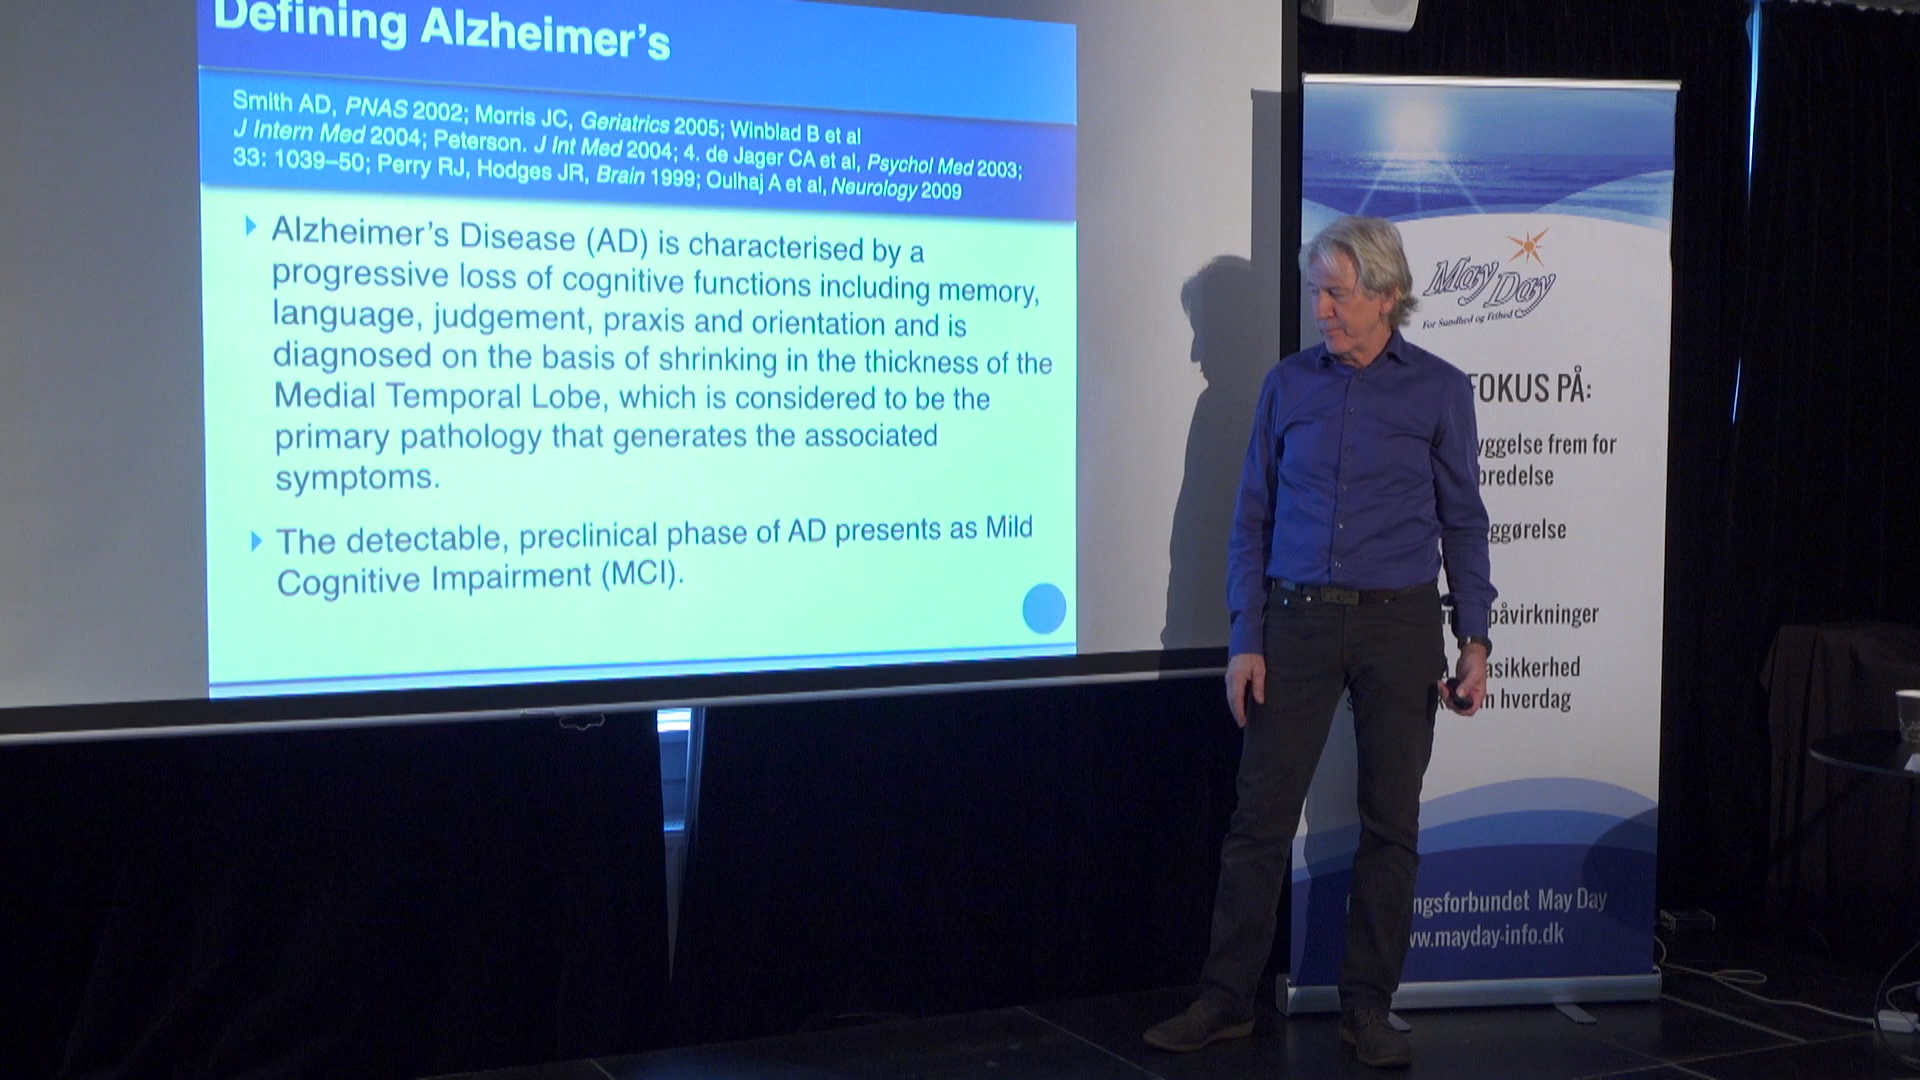 Defining Alzheimer's
Smith AD, PNAS 2002; Morris JC, Geriatrics 2005; Winblad B et al
J Intern Med 2004; Peterson. J Int Med 2004; 4. de Jager CA et al, Psychol Med 2003;
33: 1039–50; Perry RJ, Hodges JR, Brain 1999; Oulhaj A et al, Neurology 2009
Alzheimer's Disease (AD) is characterised by a
progressive loss of cognitive functions including memory,
language, judgement, praxis and orientation and is
diagnosed on the basis of shrinking in the thickness of the
Medial Temporal Lobe, which is considered to be the
primary pathology that generates the associated
symptoms.
The detectable, preclinical phase of AD presents as Mild
Cognitive Impairment (MCI).
May Day
For Sundhed og Frihed
FOKUS PÅ:
yggelse frem for
bredelse
ggørelse
påvirkninger
asikkerhed
n hverdag
ngsforbundet May Day
ww.mayday-info.dk